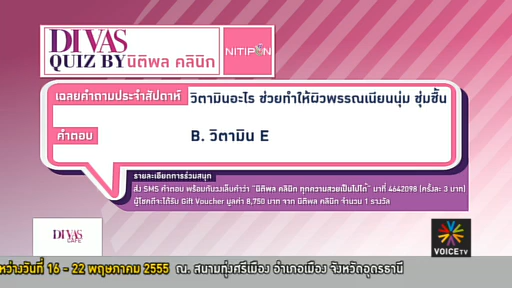 DIVAS
QUIZ BY นิติพล คลินิก
NITIPON
เฉลยคำถามประจำสัปดาห์ วิตามินอะไร ช่วยทำให้ผิวพรรณเนียนนุ่ม ชุ่มชื้น
คำตอบ B. วิตามิน E
รายละเอียดการร่วมสนุก
ส่ง SMS คำตอบ พร้อมกับวงเล็บคำว่า "นิติพล คลินิก ทุกความสวยเป็นไปได้" มาที่ 4642098 (ครั้งละ 3 บาท)
ผู้โชคดีจะได้รับ Gift Voucher มูลค่า 8,750 บาท จาก นิติพล คลินิก จำนวน 1 รางวัล
DIVAS
CAFE
VOICE TV
หว่างวันที่ 16 - 22 พฤษภาคม 2555 ณ. สนามทุ่งศรีเมือง อำเภอเมือง จังหวัดอุดรธานี